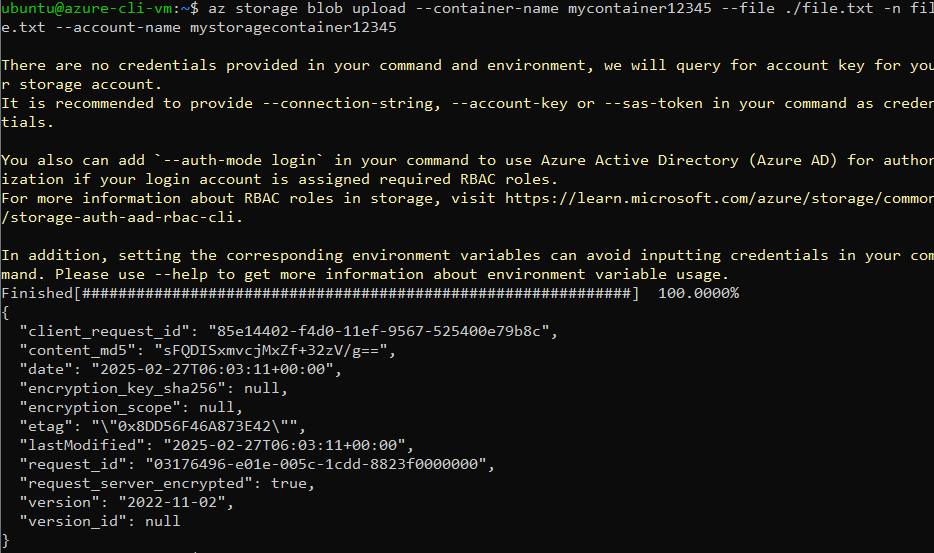 ubuntu@azure-cli-vm:~$ az storage blob upload --container-name mycontainer12345 --file ./file.txt -n fil
e.txt --account-name mystoragecontainer12345

There are no credentials provided in your command and environment, we will query for account key for you
r storage account.
It is recommended to provide --connection-string, --account-key or --sas-token in your command as creden
tials.

You also can add `--auth-mode login` in your command to use Azure Active Directory (Azure AD) for author
ization if your login account is assigned required RBAC roles.
For more information about RBAC roles in storage, visit https://learn.microsoft.com/azure/storage/common
/storage-auth-aad-rbac-cli.

In addition, setting the corresponding environment variables can avoid inputting credentials in your com
mand. Please use --help to get more information about environment variable usage.
Finished[#############################################################]  100.0000%
{
  "client_request_id": "85e14402-f4d0-11ef-9567-525400e79b8c",
  "content_md5": "sFQDISxmvcjMxZf+32zV/g==",
  "date": "2025-02-27T06:03:11+00:00",
  "encryption_key_sha256": null,
  "encryption_scope": null,
  "etag": "\"0x8DD56F46A873E42\"",
  "lastModified": "2025-02-27T06:03:11+00:00",
  "request_id": "03176496-e01e-005c-1cdd-8823f0000000",
  "request_server_encrypted": true,
  "version": "2022-11-02",
  "version_id": null
}